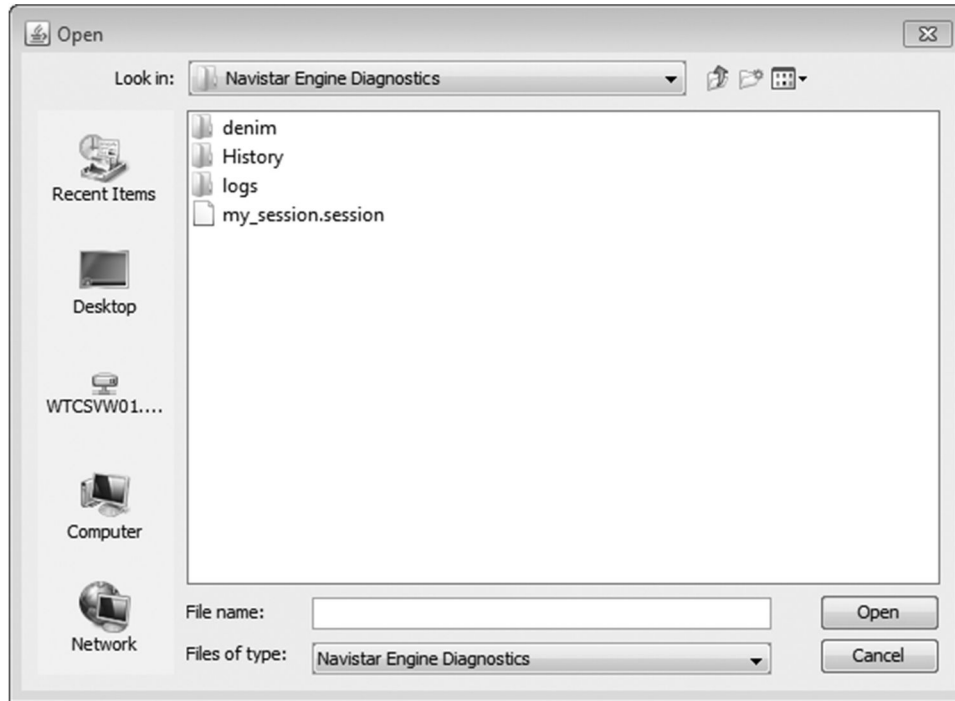 Open
Look in: Navistar Engine Diagnostics
Recent Items
Desktop
WTCSVW01....
Computer
Network
denim
History
logs
my_session.session
File name:
Open
Files of type: Navistar Engine Diagnostics
Cancel